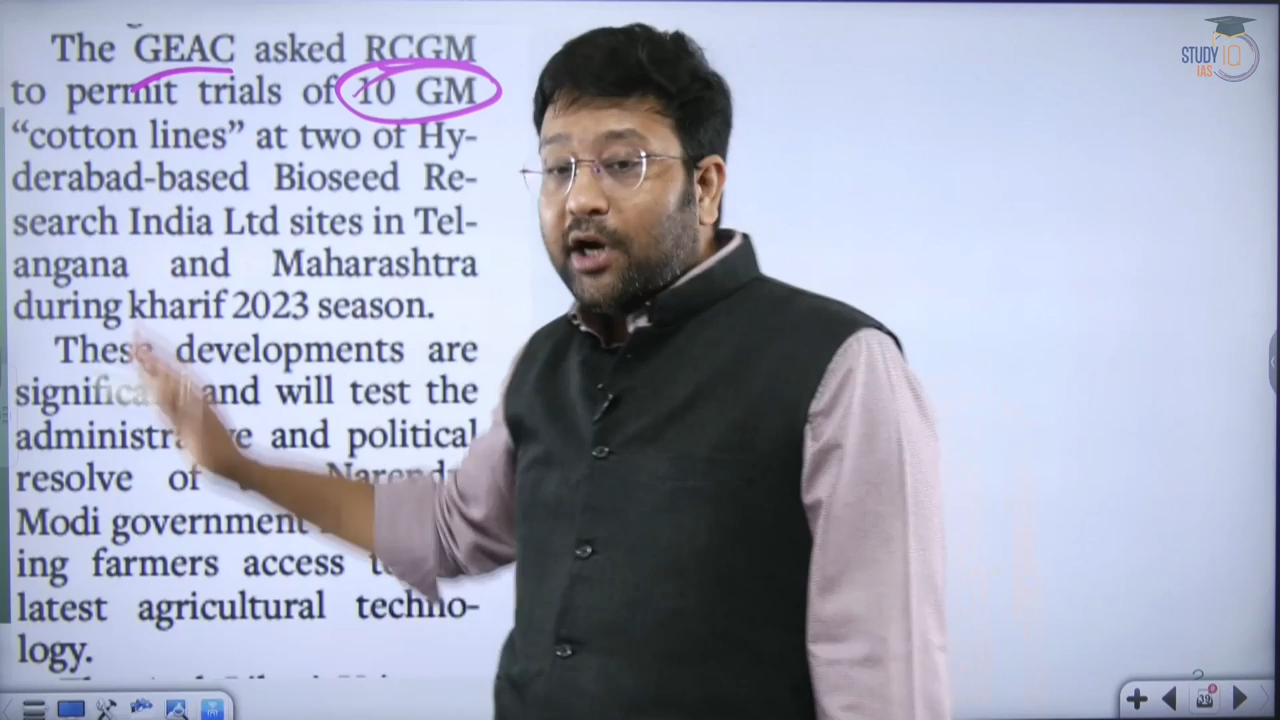 The GEAC asked RCGM
to permit trials of 10 GM
“cotton lines” at two of Hy-
derabad-based Bioseed Re-
search India Ltd sites in Tel-
angana and Maharashtra
during kharif 2023 season.
These developments are
and will test the
and political
resolve of
Modi government
ing farmers access
latest agricultural techno-
logy.
STUDY IQ
IAS
39